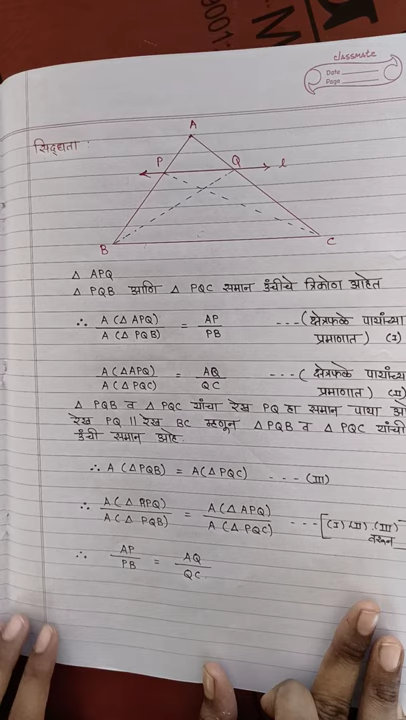 9001:
M
classmate
Date
Page
सिद्धता :
A
P Q l
B C
△ APQ
△ PQB आणि △ PQC समान उंचीचे त्रिकोण आहेत
∴ A(△APQ) / A(△PQB) = AP / PB --- (क्षेत्रफळे पायांच्या
प्रमाणात) (I)
A(△APQ) / A(△PQC) = AQ / QC --- (क्षेत्रफळे पायांच्य
प्रमाणात) (II)
△ PQB व △ PQC यांचा रेख PQ हा समान पाया
रेख PQ || रेख BC म्हणून △PQB व △ PQC यांची
उंची समान आहे.
∴ A(△PQB) = A(△PQC) --- (III)
∴ A(△APQ) / A(△PQB) = A(△APQ) / A(△PQC) --- [(I) (II) (III)
वरून
∴ AP / PB = AQ / QC